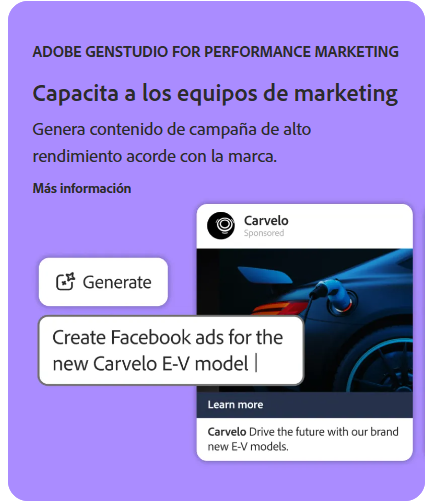 ADOBE GENSTUDIO FOR PERFORMANCE MARKETING
Capacita a los equipos de marketing
Genera contenido de campaña de alto
rendimiento acorde con la marca.
Más información
Carvelo
Sponsored
Generate
Create Facebook ads for the
new Carvelo E-V model
Learn more
Carvelo Drive the future with our brand
new E-V models.